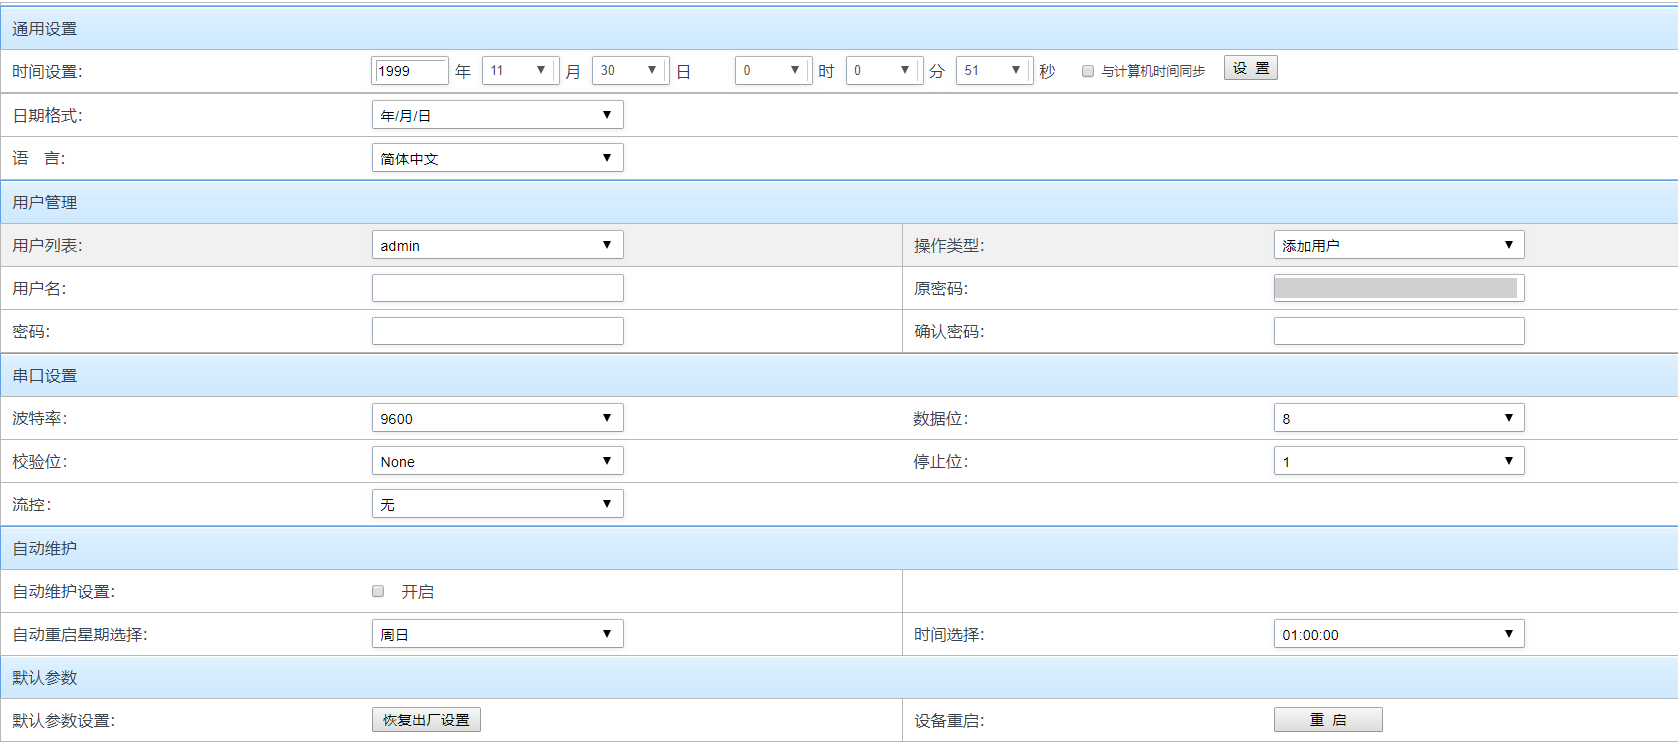 通用设置
时间设置: 1999 年 11 月 30 日 0 时 0 分 51 秒 与计算机时间同步 设 置
日期格式: 年/月/日
语 言: 简体中文
用户管理
用户列表: admin 操作类型: 添加用户
用户名: 原密码:
密码: 确认密码:
串口设置
波特率: 9600 数据位: 8
校验位: None 停止位: 1
流控: 无
自动维护
自动维护设置: 开启
自动重启星期选择: 周日 时间选择: 01:00:00
默认参数
默认参数设置: 恢复出厂设置 设备重启: 重 启